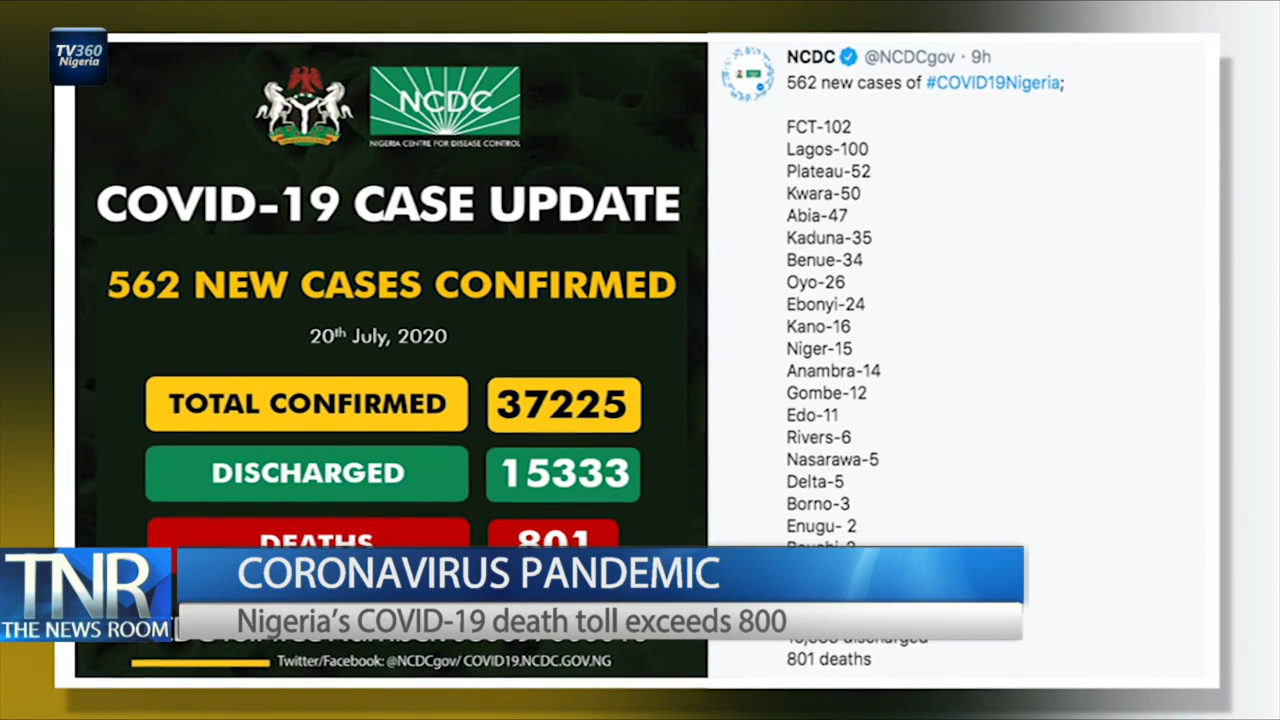 TV360
Nigeria
NCDC
NIGERIA CENTRE FOR DISEASE CONTROL
COVID-19 CASE UPDATE
562 NEW CASES CONFIRMED
20th July, 2020
TOTAL CONFIRMED 37225
DISCHARGED 15333
DEATHS 801
Twitter/Facebook: @NCDCgov/ COVID19.NCDC.GOV.NG
NCDC @NCDCgov · 9h
562 new cases of #COVID19Nigeria;
FCT-102
Lagos-100
Plateau-52
Kwara-50
Abia-47
Kaduna-35
Benue-34
Oyo-26
Ebonyi-24
Kano-16
Niger-15
Anambra-14
Gombe-12
Edo-11
Rivers-6
Nasarawa-5
Delta-5
Borno-3
Enugu- 2
discharged
801 deaths
TNR
THE NEWS ROOM
CORONAVIRUS PANDEMIC
Nigeria's COVID-19 death toll exceeds 800